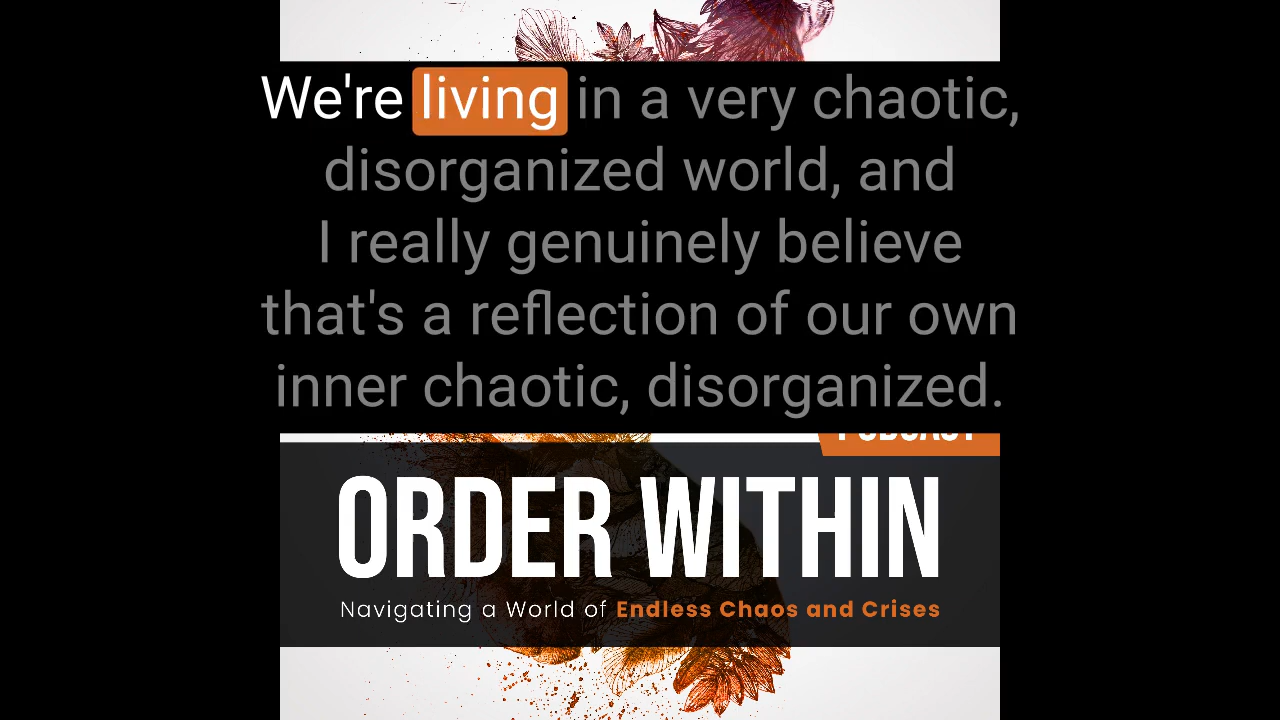 We're living in a very chaotic,
disorganized world, and
I really genuinely believe
that's a reflection of our own
inner chaotic, disorganized.
PODCAST
ORDER WITHIN
Navigating a World of Endless Chaos and Crises